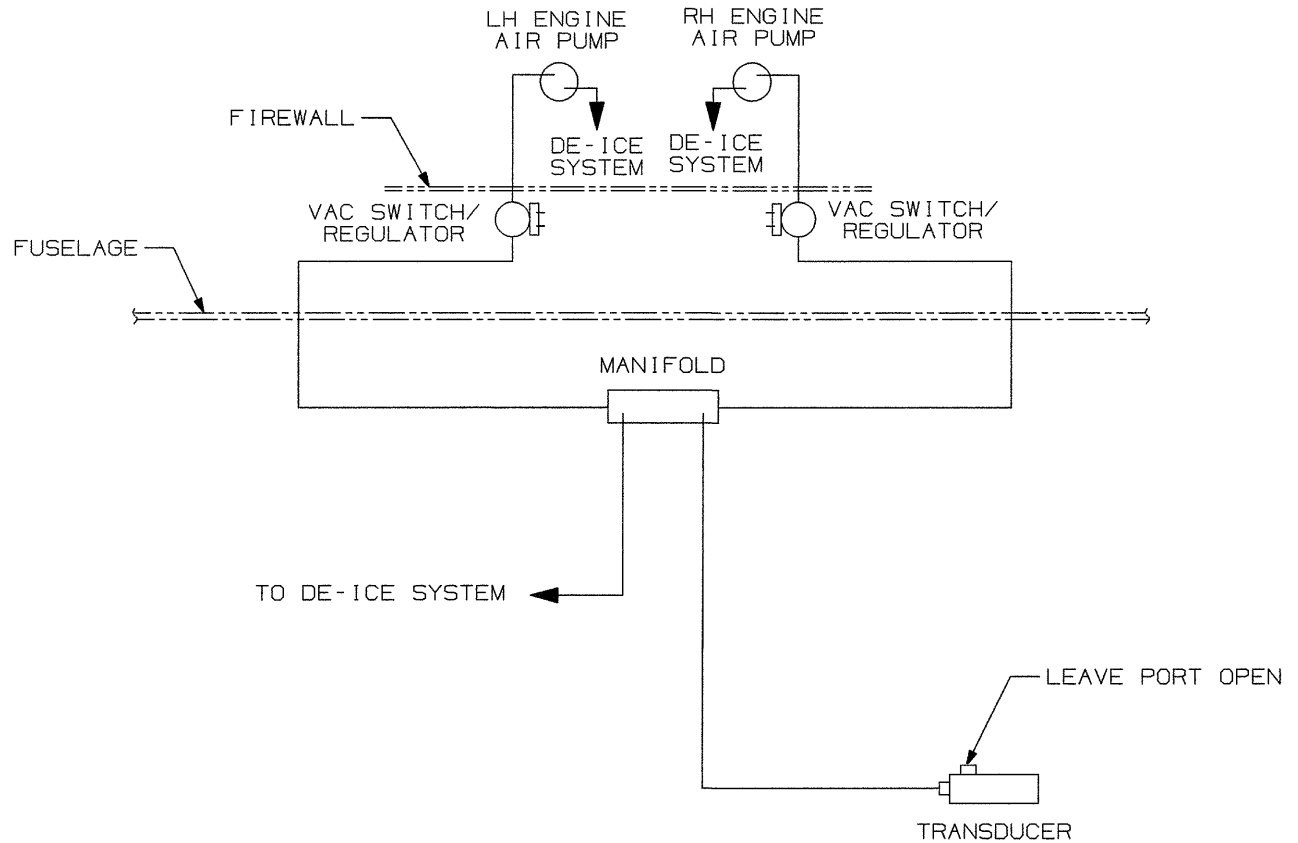 LH ENGINE
AIR PUMP
RH ENGINE
AIR PUMP
FIREWALL
DE-ICE
SYSTEM
DE-ICE
SYSTEM
VAC SWITCH/
REGULATOR
VAC SWITCH/
REGULATOR
FUSELAGE
MANIFOLD
TO DE-ICE SYSTEM
LEAVE PORT OPEN
TRANSDUCER